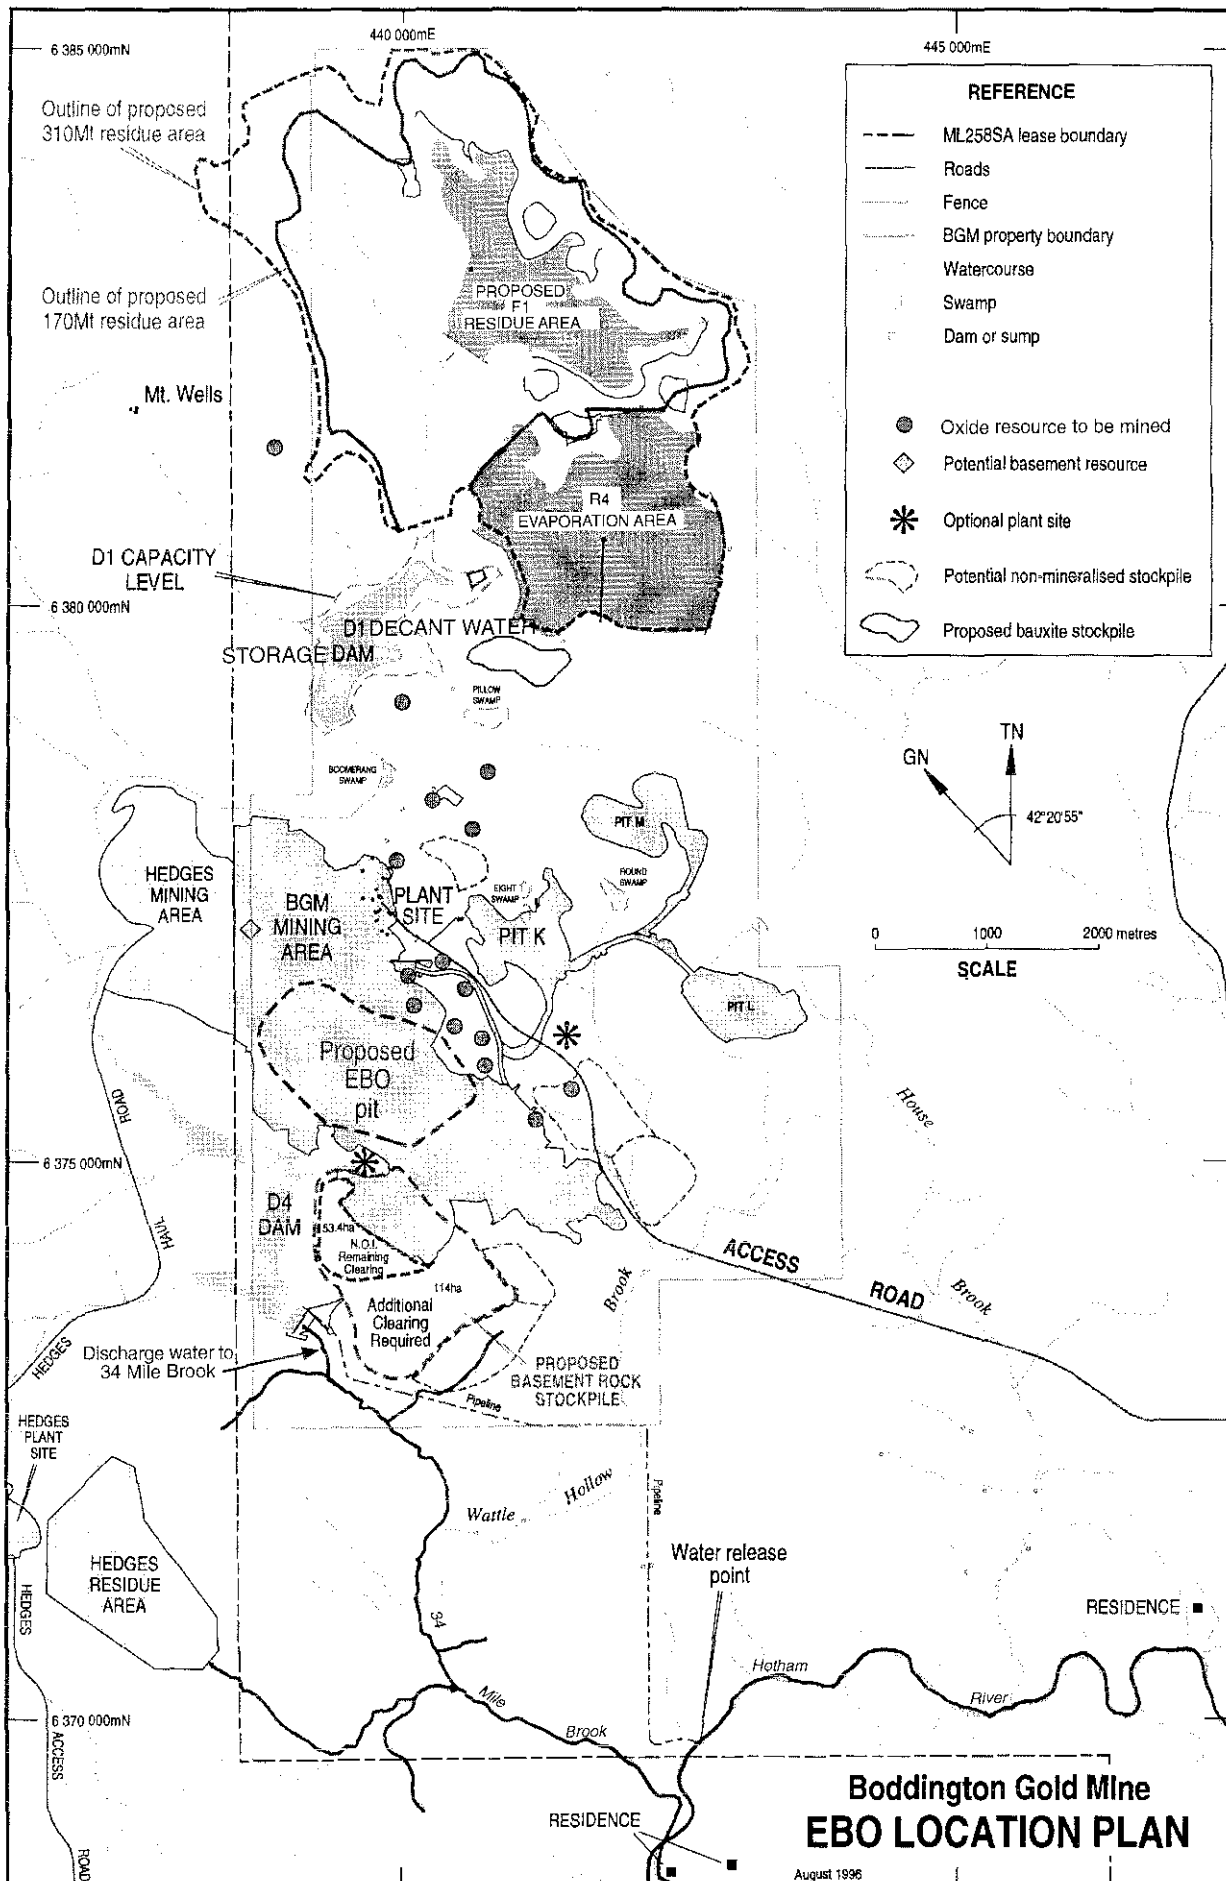 440 000mE
445 000mE
6 385 000mN
Outline of proposed
310Mt residue area
Outline of proposed
170Mt residue area
Mt. Wells
PROPOSED
F1
RESIDUE AREA
R4
EVAPORATION AREA
D1 CAPACITY
LEVEL
6 380 000mN
D1 DECANT WATER
STORAGE DAM
PILLOW
SWAMP
BOOMERANG
SWAMP
REFERENCE
ML258SA lease boundary
Roads
Fence
BGM property boundary
Watercourse
Swamp
Dam or sump
Oxide resource to be mined
Potential basement resource
Optional plant site
Potential non-mineralised stockpile
Proposed bauxite stockpile
GN
TN
42°20'55"
0 1000 2000 metres
SCALE
HEDGES
MINING
AREA
BGM
MINING
AREA
PLANT
SITE
EIGHT
SWAMP
PIT K
PIT M
ROUND
SWAMP
PIT L
Proposed
EBO
pit
6 375 000mN
HAUL
ROAD
HEDGES
D4
DAM
53.4ha
N.O.I.
Remaining
Clearing
114ha
Additional
Clearing
Required
Discharge water to
34 Mile Brook
PROPOSED
BASEMENT ROCK
STOCKPILE
Pipeline
Brook
House
Brook
ACCESS
ROAD
HEDGES
PLANT
SITE
HEDGES
RESIDUE
AREA
HEDGES
ACCESS
ROAD
Wattle
Hollow
Pipeline
Water release
point
RESIDENCE
34
Mile
Brook
Hotham
River
6 370 000mN
RESIDENCE
Boddington Gold Mine
EBO LOCATION PLAN
August 1996